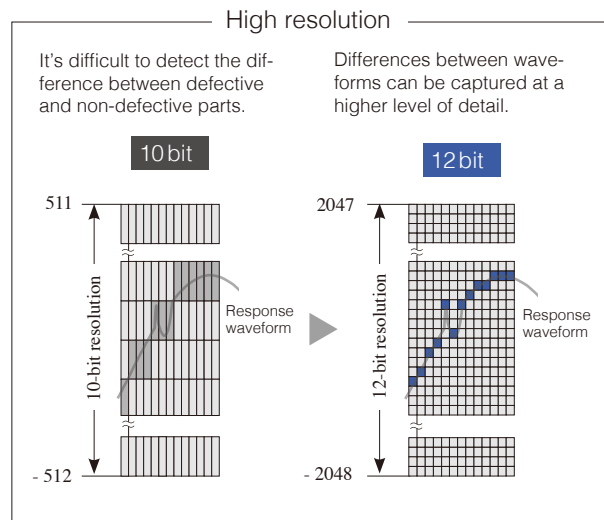 High resolution
It's difficult to detect the dif-
ference between defective
and non-defective parts.
10 bit
511
10-bit resolution
Response
waveform
- 512
Differences between wave-
forms can be captured at a
higher level of detail.
12 bit
2047
12-bit resolution
Response
waveform
- 2048